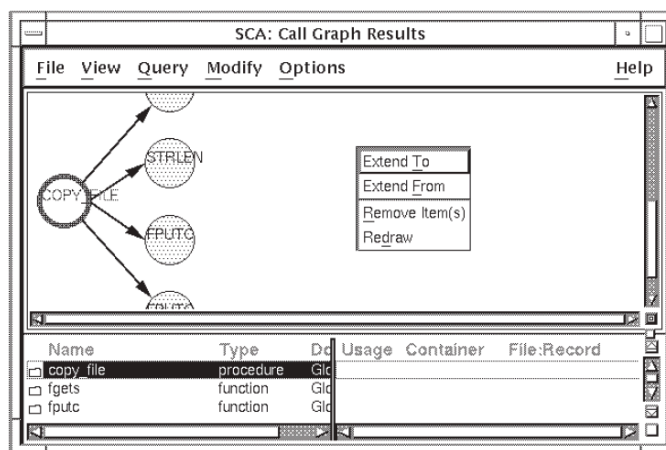 SCA: Call Graph Results
File View Query Modify Options Help
STRLEN
COPY_FILE
FPUTC
Extend To
Extend From
Remove Item(s)
Redraw
Name Type Usage Container File:Record
copy_file procedure
fgets function
fputc function